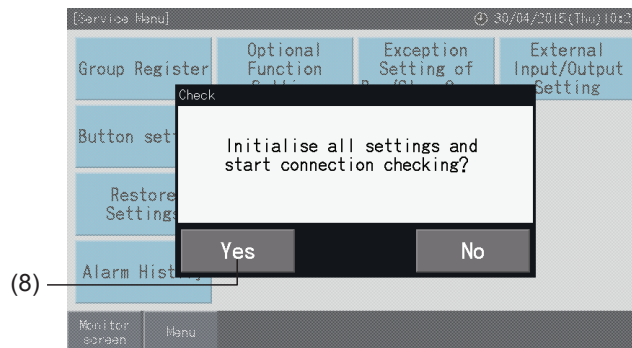 [Service Menu] 30/04/2015(Thu)10:2
Group Register
Optional
Function
Exception
Setting of
External
Input/Output
Setting
Check
Button set
Initialise all settings and
start connection checking?
Restore
Setting
Yes
No
Alarm Hist
(8)
Monitor
screen
Menu